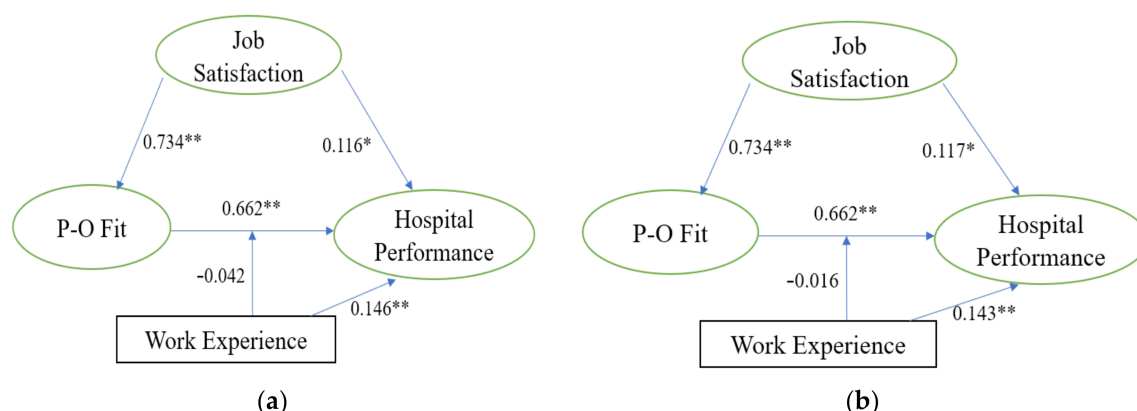 Job
Satisfaction
0.734**
0.116*
P-O Fit
0.662**
Hospital
Performance
-0.042
0.146**
Work Experience
(a)
Job
Satisfaction
0.734**
0.117*
P-O Fit
0.662**
Hospital
Performance
-0.016
0.143**
Work Experience
(b)